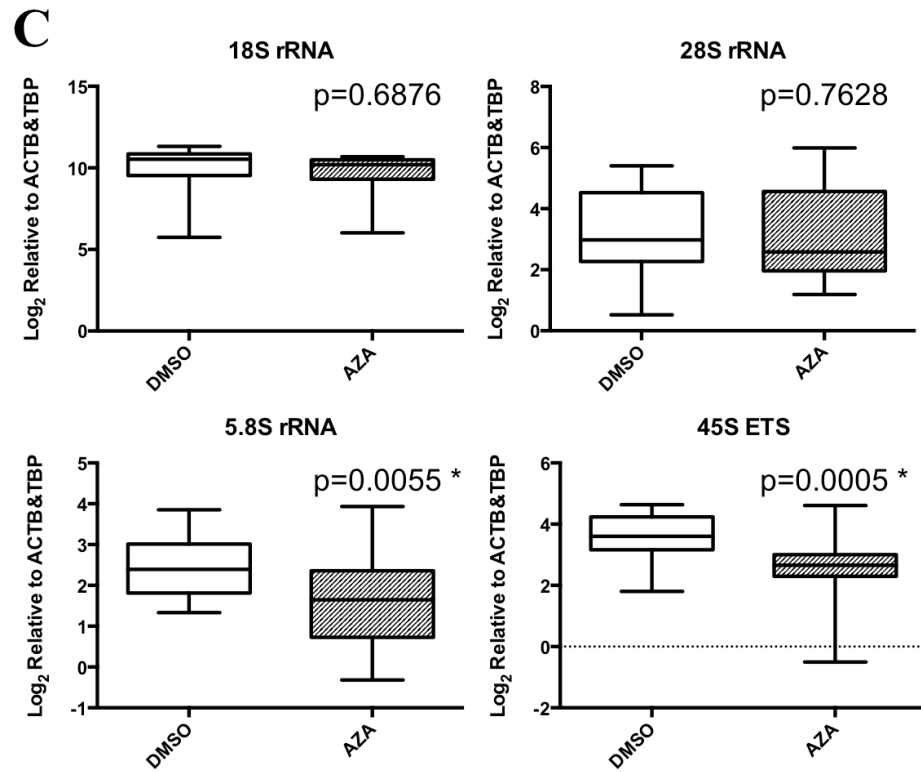 C
18S rRNA
Log2 Relative to ACTB&TBP
15
10
5
0
p=0.6876
DMSO
AZA
28S rRNA
Log2 Relative to ACTB&TBP
8
6
4
2
0
p=0.7628
DMSO
AZA
5.8S rRNA
Log2 Relative to ACTB&TBP
5
4
3
2
1
0
-1
p=0.0055 *
DMSO
AZA
45S ETS
Log2 Relative to ACTB&TBP
6
4
2
0
-2
p=0.0005 *
DMSO
AZA